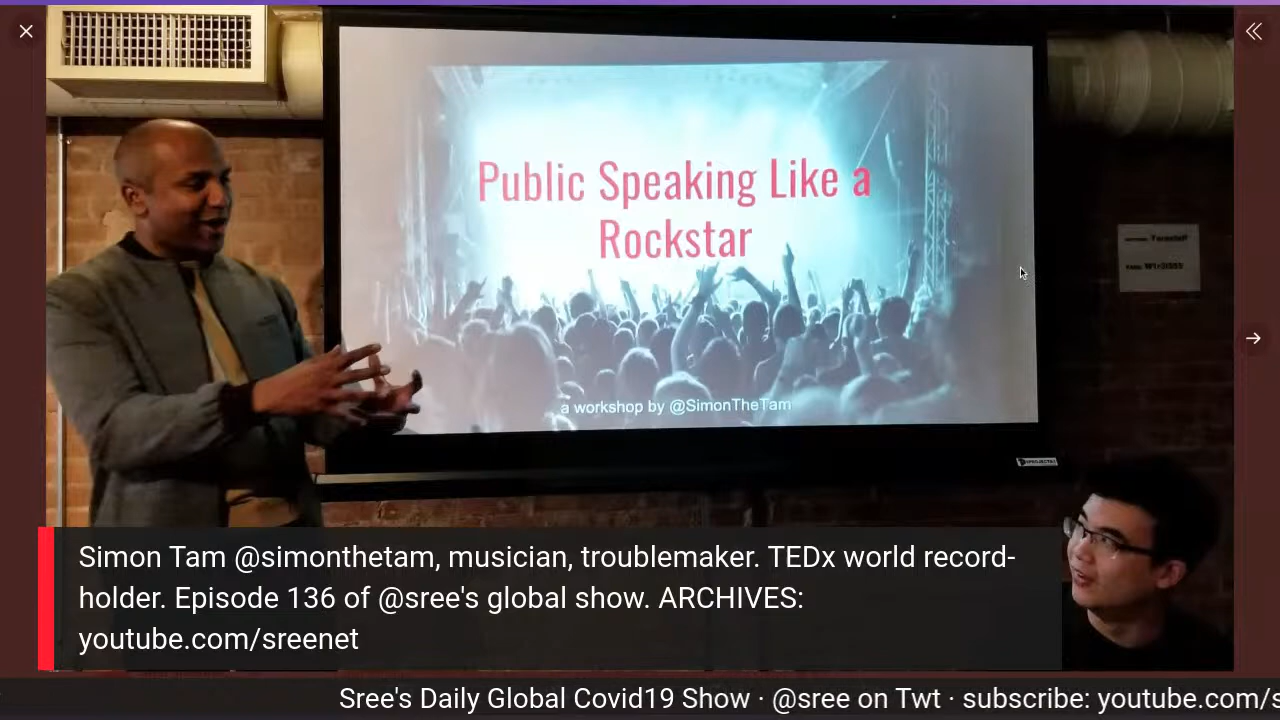 Public Speaking Like a
Rockstar
a workshop by @SimonTheTam
Simon Tam @simonthetam, musician, troublemaker. TEDx world record-
holder. Episode 136 of @sree's global show. ARCHIVES:
youtube.com/sreenet
Sree's Daily Global Covid19 Show · @sree on Twt · subscribe: youtube.com/s